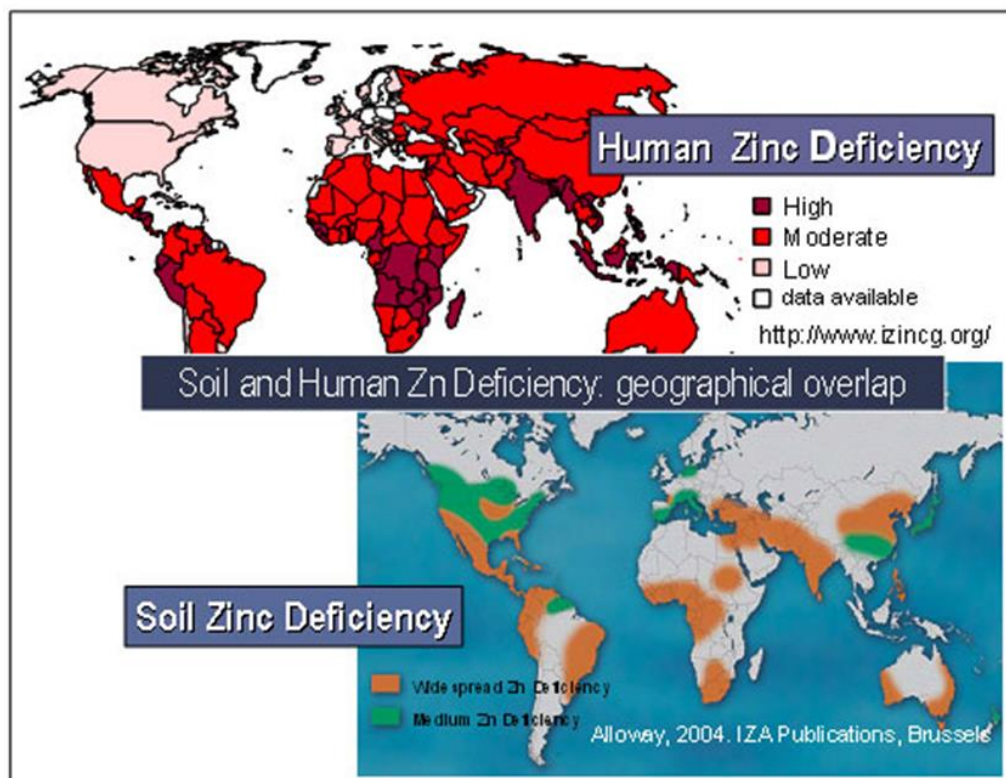 Human Zinc Deficiency
High
Moderate
Low
data available
http://www.izincg.org/
Soil and Human Zn Deficiency: geographical overlap
Soil Zinc Deficiency
Widespread Zn Deficiency
Medium Zn Deficiency
Alloway, 2004. IZA Publications, Brussels